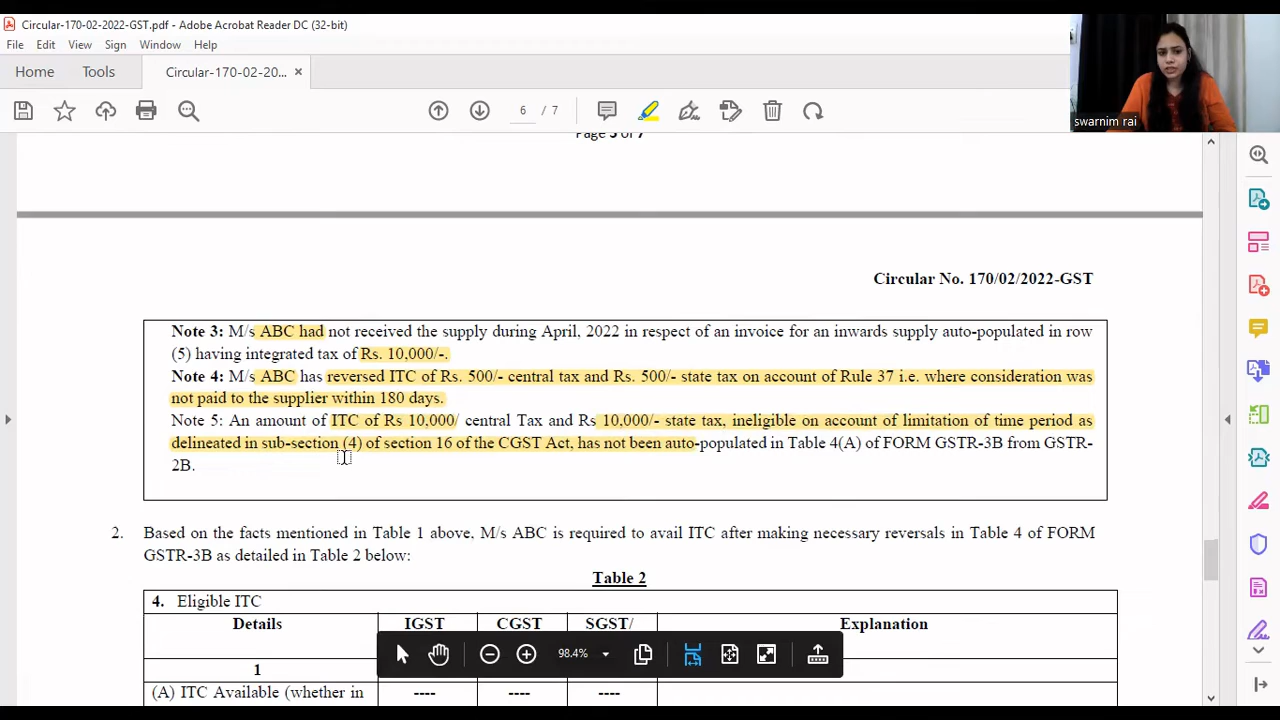 Circular-170-02-2022-GST.pdf - Adobe Acrobat Reader DC (32-bit)
File Edit View Sign Window Help
Home Tools Circular-170-02-20... ×
6 / 7
swarnim rai
Page 5 of 7
Circular No. 170/02/2022-GST
Note 3: M/s ABC had not received the supply during April, 2022 in respect of an invoice for an inwards supply auto-populated in row
(5) having integrated tax of Rs. 10,000/-.
Note 4: M/s ABC has reversed ITC of Rs. 500/- central tax and Rs. 500/- state tax on account of Rule 37 i.e. where consideration was
not paid to the supplier within 180 days.
Note 5: An amount of ITC of Rs 10,000/ central Tax and Rs 10,000/- state tax, ineligible on account of limitation of time period as
delineated in sub-section (4) of section 16 of the CGST Act, has not been auto-populated in Table 4(A) of FORM GSTR-3B from GSTR-
2B.
2. Based on the facts mentioned in Table 1 above, M/s ABC is required to avail ITC after making necessary reversals in Table 4 of FORM
GSTR-3B as detailed in Table 2 below:
Table 2
4. Eligible ITC
Details IGST CGST SGST/ Explanation
98.4%
1
(A) ITC Available (whether in ---- ---- ----